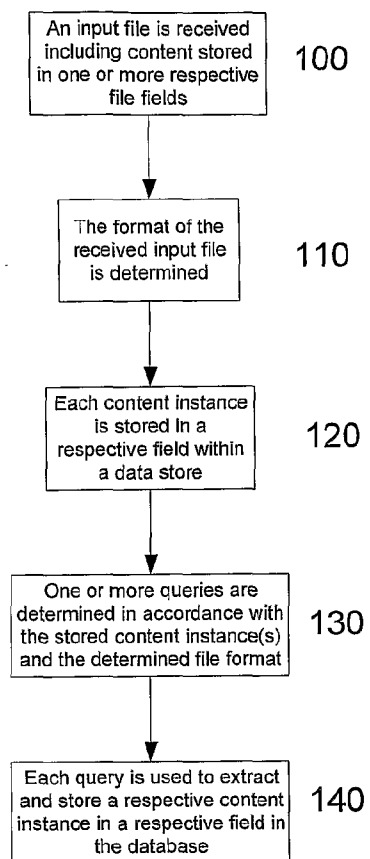 An input file is received
including content stored
in one or more respective
file fields
100
The format of the
received input file
is determined
110
Each content instance
is stored in a
respective field within
a data store
120
One or more queries are
determined in accordance with
the stored content instance(s)
and the determined file format
130
Each query is used to extract
and store a respective content
instance in a respective field in
the database
140